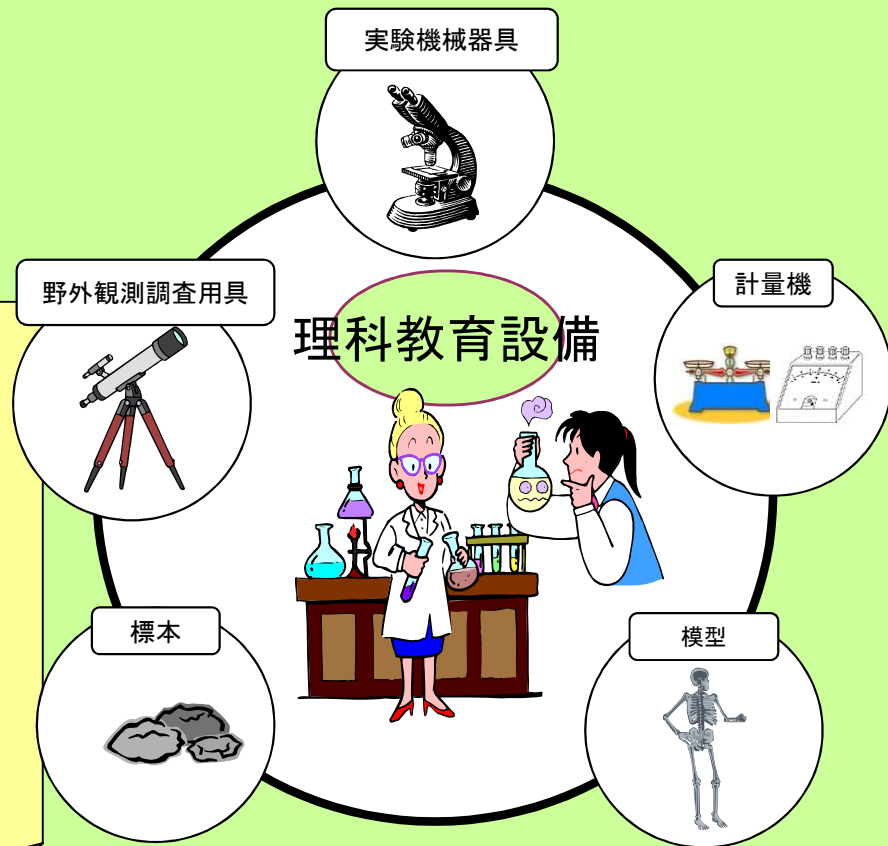 実験機械器具
野外観測調査用具
計量機
理科教育設備
標本
模型